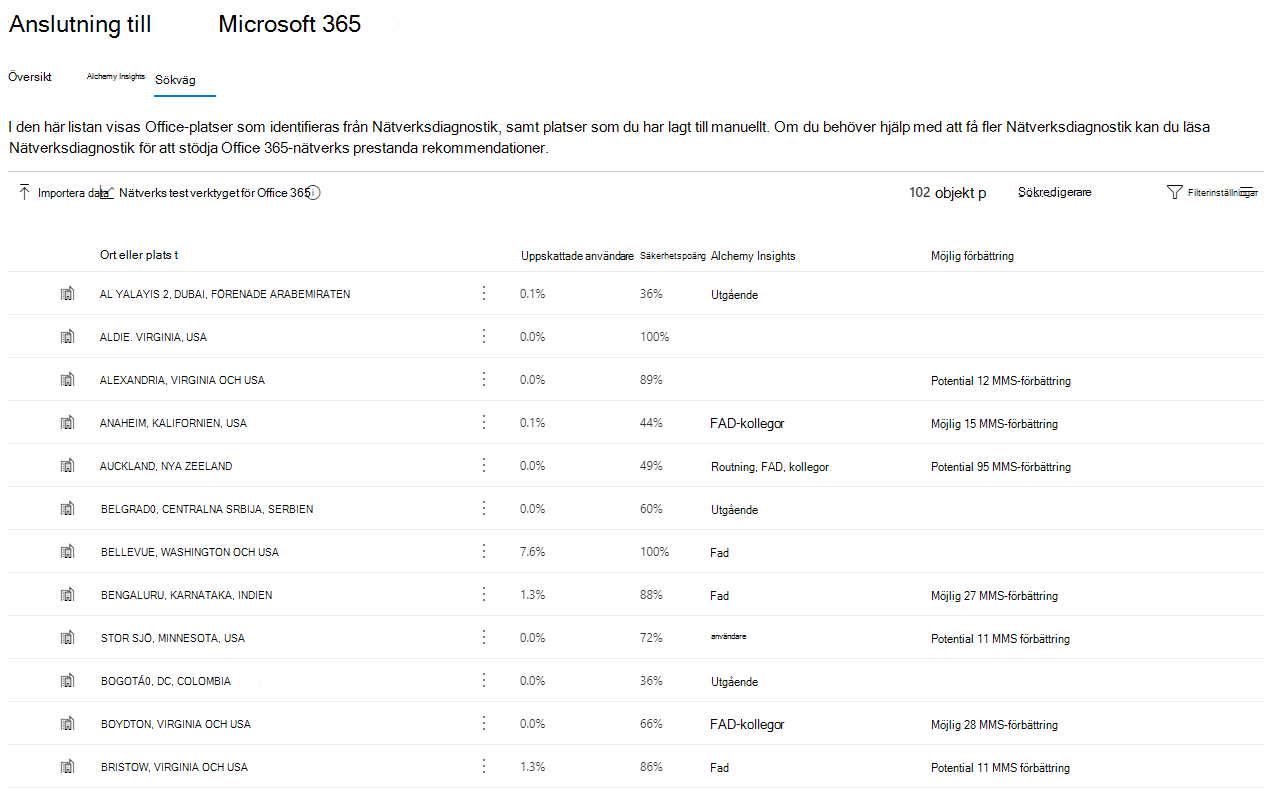 Anslutning till Microsoft 365
Översikt Alchemy Insights Sökväg
I den här listan visas Office-platser som identifieras från Nätverksdiagnostik, samt platser som du har lagt till manuellt. Om du behöver hjälp med att få fler Nätverksdiagnostik kan du läsa
Nätverksdiagnostik för att stödja Office 365-nätverks prestanda rekommendationer.
Importera data Nätverks test verktyget för Office 365 102 objekt p Sökredigerare Filterinställningar
Ort eller plats t Uppskattade användare Säkerhetspoäng Alchemy Insights Möjlig förbättring
AL YALAYIS 2, DUBAI, FÖRENADE ARABEMIRATEN 0.1% 36% Utgående
ALDIE. VIRGINIA, USA 0.0% 100%
ALEXANDRIA, VIRGINIA OCH USA 0.0% 89% Potential 12 MMS-förbättring
ANAHEIM, KALIFORNIEN, USA 0.1% 44% FAD-kollegor Möjlig 15 MMS-förbättring
AUCKLAND, NYA ZEELAND 0.0% 49% Routning, FAD, kollegor Potential 95 MMS-förbättring
BELGRAD0, CENTRALNA SRBIJA, SERBIEN 0.0% 60% Utgående
BELLEVUE, WASHINGTON OCH USA 7.6% 100% Fad
BENGALURU, KARNATAKA, INDIEN 1.3% 88% Fad Möjlig 27 MMS-förbättring
STOR SJÖ, MINNESOTA, USA 0.0% 72% användare Potential 11 MMS förbättring
BOGOTÁ0, DC, COLOMBIA 0.0% 36% Utgående
BOYDTON, VIRGINIA OCH USA 0.0% 66% FAD-kollegor Möjlig 28 MMS-förbättring
BRISTOW, VIRGINIA OCH USA 1.3% 86% Fad Potential 11 MMS förbättring